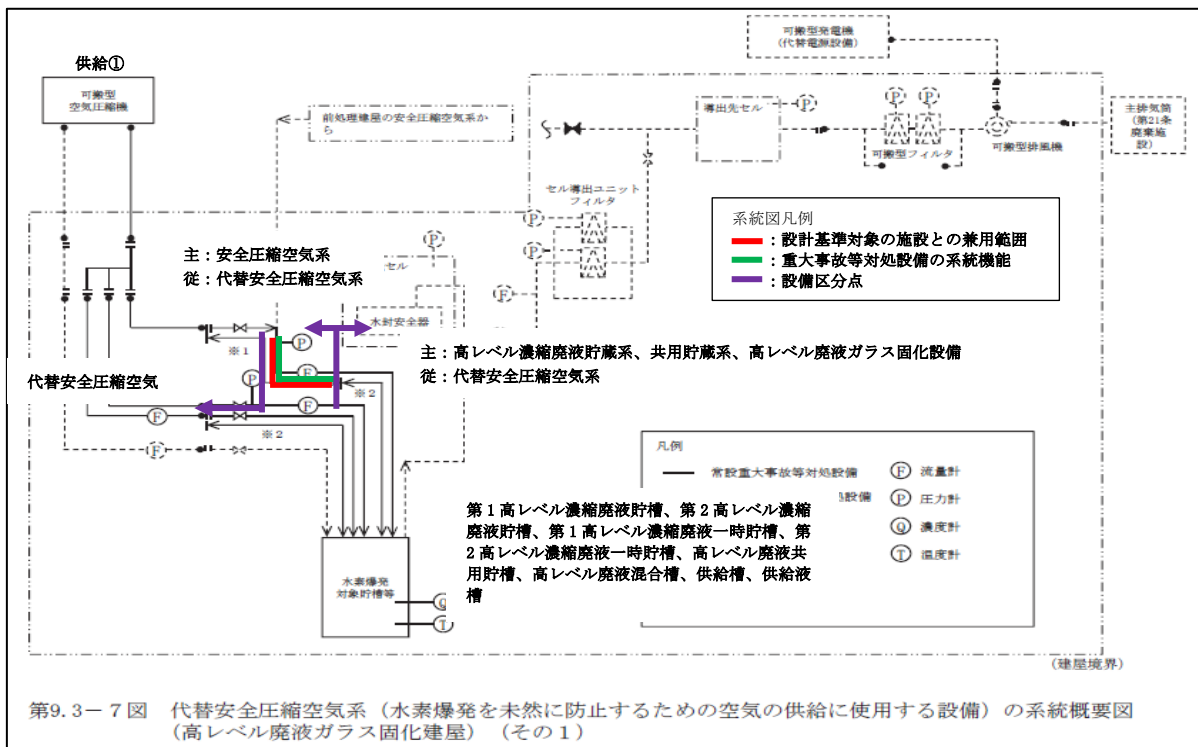 可搬型発電機
(代替電源設備)
供給①
可搬型
空気圧縮機
前処理建屋の安全圧縮空気系か
ら
導出先セル
P
P
P
可搬型フィルタ
可搬型排風機
主排気筒
(第21条
廃棄施
設)
セル導出ユニット
フィルタ
P
P
F
系統図凡例
:設計基準対象の施設との兼用範囲
:重大事故等対処設備の系統機能
:設備区分点
主:安全圧縮空気系
従:代替安全圧縮空気系
P
セル
水封安全器
主:高レベル濃縮廃液貯蔵系、共用貯蔵系、高レベル廃液ガラス固化設備
従:代替安全圧縮空気系
代替安全圧縮空気
※1
P
F
P
※2
F
F
※2
F
凡例
常設重大事故等対処設備
処設備
F 流量計
P 圧力計
Q 濃度計
T 温度計
第1高レベル濃縮廃液貯槽、第2高レベル濃縮
廃液貯槽、第1高レベル濃縮廃液一時貯槽、第
2高レベル濃縮廃液一時貯槽、高レベル廃液共
用貯槽、高レベル廃液混合槽、供給槽、供給液
槽
水素爆発
対象貯槽等
Q
T
(建屋境界)
第9.3-7図 代替安全圧縮空気系(水素爆発を未然に防止するための空気の供給に使用する設備)の系統概要図
(高レベル廃液ガラス固化建屋)(その1)